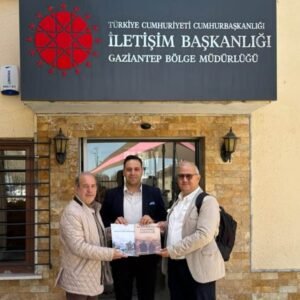 TÜRKİYE CUMHURİYETİ CUMHURBAŞKANLIĞI
İLETİŞİM BAŞKANLIĞI
GAZİANTEP BÖLGE MÜDÜRLÜĞÜ